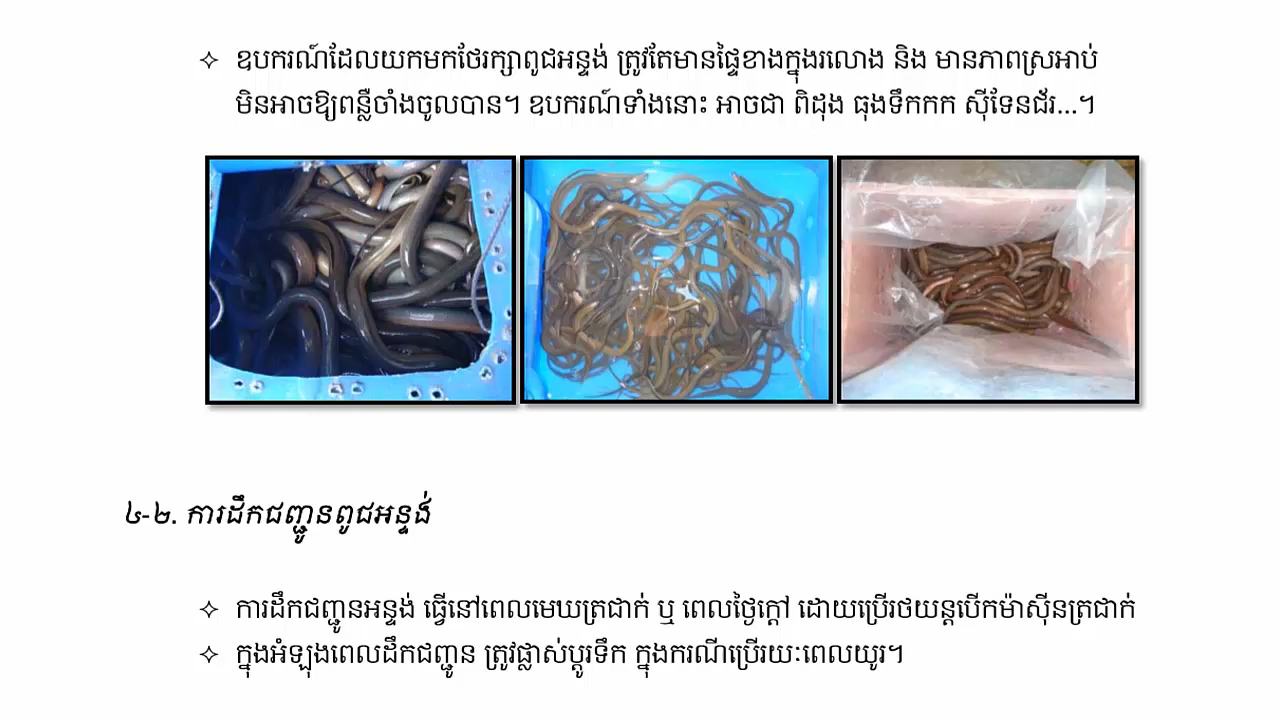 ✧ ឧបករណ៍ដែលយកមកថែរក្សាពូជអន្ទង់ ត្រូវតែមានផ្ទៃខាងក្នុងរលោង និង មានភាពស្រអាប់
មិនអាចឱ្យពន្លឺចាំងចូលបាន។ ឧបករណ៍ទាំងនោះ អាចជា ពិដុង ធុងទឹកកក ស៊ីទែនជ័រ...។
៤-២. ការដឹកជញ្ជូនពូជអន្ទង់
✧ ការដឹកជញ្ជូនអន្ទង់ ធ្វើនៅពេលមេឃត្រជាក់ ឬ ពេលថ្ងៃក្តៅ ដោយប្រើរថយន្តបើកម៉ាស៊ីនត្រជាក់
✧ ក្នុងអំឡុងពេលដឹកជញ្ជូន ត្រូវផ្លាស់ប្តូរទឹក ក្នុងករណីប្រើរយៈពេលយូរ។